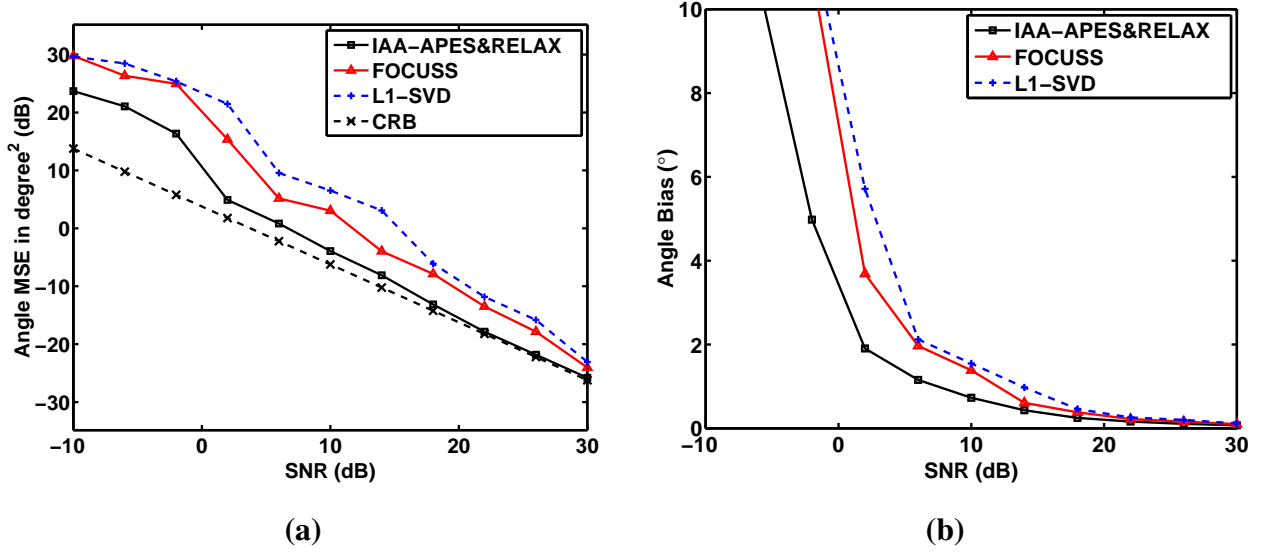 30
20
10
0
−10
−20
−30
−10
0
10
20
30
SNR (dB)
Angle MSE in degree² (dB)
IAA−APES&RELAX
FOCUSS
L1−SVD
CRB
(a)
10
8
6
4
2
0
−10
0
10
20
30
SNR (dB)
Angle Bias (°)
IAA−APES&RELAX
FOCUSS
L1−SVD
(b)